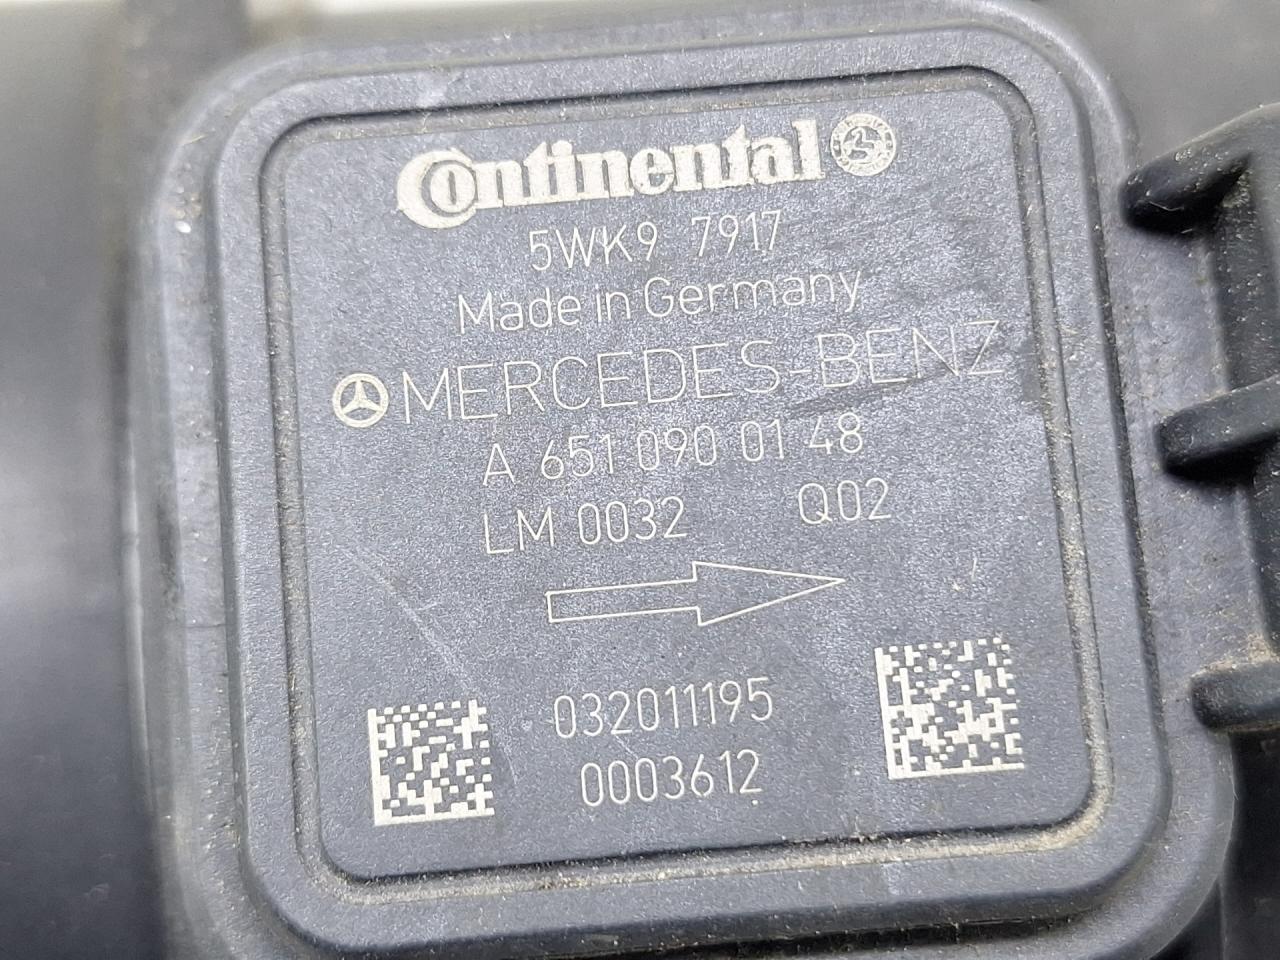 Continental
5WK9 7917
Made in Germany
MERCEDES-BENZ
A 651 090 01 48
LM 0032 Q02
032011195
0003612